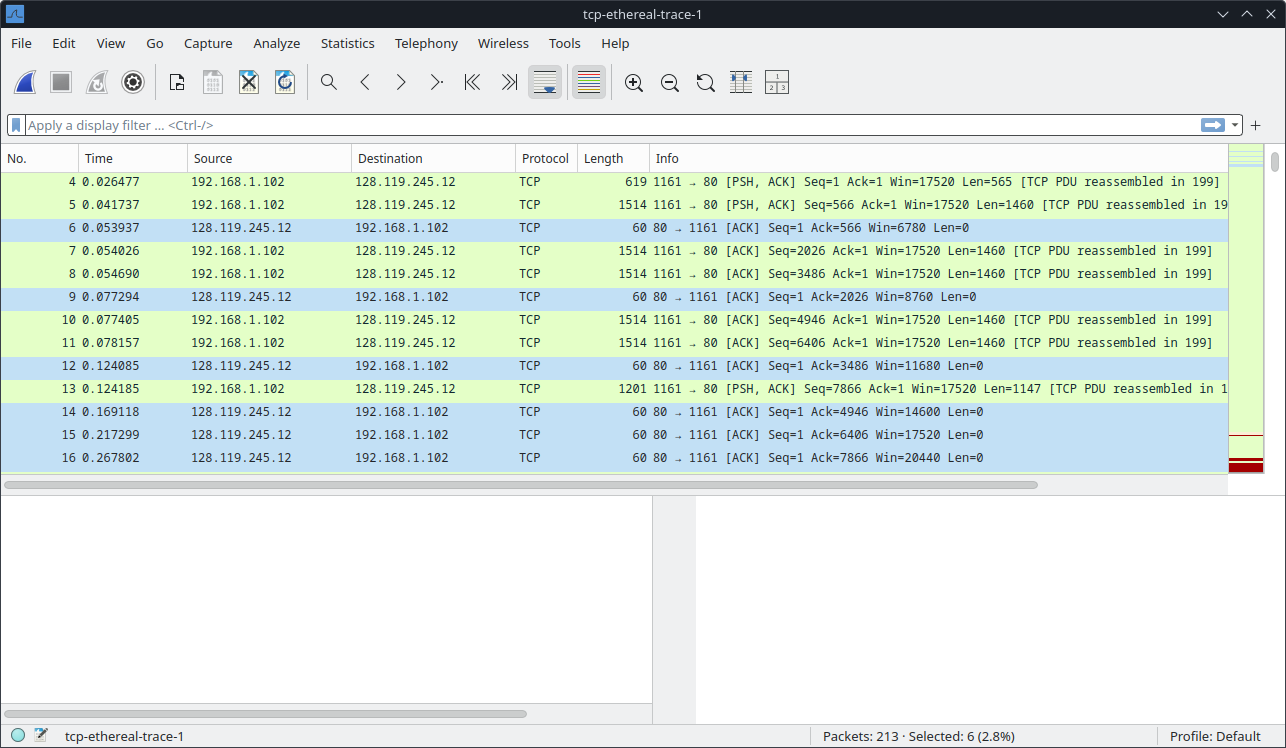 tcp-ethereal-trace-1
File Edit View Go Capture Analyze Statistics Telephony Wireless Tools Help
Apply a display filter ... <Ctrl-/>
No. Time Source Destination Protocol Length Info
4 0.026477 192.168.1.102 128.119.245.12 TCP 619 1161 → 80 [PSH, ACK] Seq=1 Ack=1 Win=17520 Len=565 [TCP PDU reassembled in 199]
5 0.041737 192.168.1.102 128.119.245.12 TCP 1514 1161 → 80 [PSH, ACK] Seq=566 Ack=1 Win=17520 Len=1460 [TCP PDU reassembled in 19
6 0.053937 128.119.245.12 192.168.1.102 TCP 60 80 → 1161 [ACK] Seq=1 Ack=566 Win=6780 Len=0
7 0.054026 192.168.1.102 128.119.245.12 TCP 1514 1161 → 80 [ACK] Seq=2026 Ack=1 Win=17520 Len=1460 [TCP PDU reassembled in 199]
8 0.054690 192.168.1.102 128.119.245.12 TCP 1514 1161 → 80 [ACK] Seq=3486 Ack=1 Win=17520 Len=1460 [TCP PDU reassembled in 199]
9 0.077294 128.119.245.12 192.168.1.102 TCP 60 80 → 1161 [ACK] Seq=1 Ack=2026 Win=8760 Len=0
10 0.077405 192.168.1.102 128.119.245.12 TCP 1514 1161 → 80 [ACK] Seq=4946 Ack=1 Win=17520 Len=1460 [TCP PDU reassembled in 199]
11 0.078157 192.168.1.102 128.119.245.12 TCP 1514 1161 → 80 [ACK] Seq=6406 Ack=1 Win=17520 Len=1460 [TCP PDU reassembled in 199]
12 0.124085 128.119.245.12 192.168.1.102 TCP 60 80 → 1161 [ACK] Seq=1 Ack=3486 Win=11680 Len=0
13 0.124185 192.168.1.102 128.119.245.12 TCP 1201 1161 → 80 [PSH, ACK] Seq=7866 Ack=1 Win=17520 Len=1147 [TCP PDU reassembled in 1
14 0.169118 128.119.245.12 192.168.1.102 TCP 60 80 → 1161 [ACK] Seq=1 Ack=4946 Win=14600 Len=0
15 0.217299 128.119.245.12 192.168.1.102 TCP 60 80 → 1161 [ACK] Seq=1 Ack=6406 Win=17520 Len=0
16 0.267802 128.119.245.12 192.168.1.102 TCP 60 80 → 1161 [ACK] Seq=1 Ack=7866 Win=20440 Len=0
tcp-ethereal-trace-1 Packets: 213 · Selected: 6 (2.8%) Profile: Default